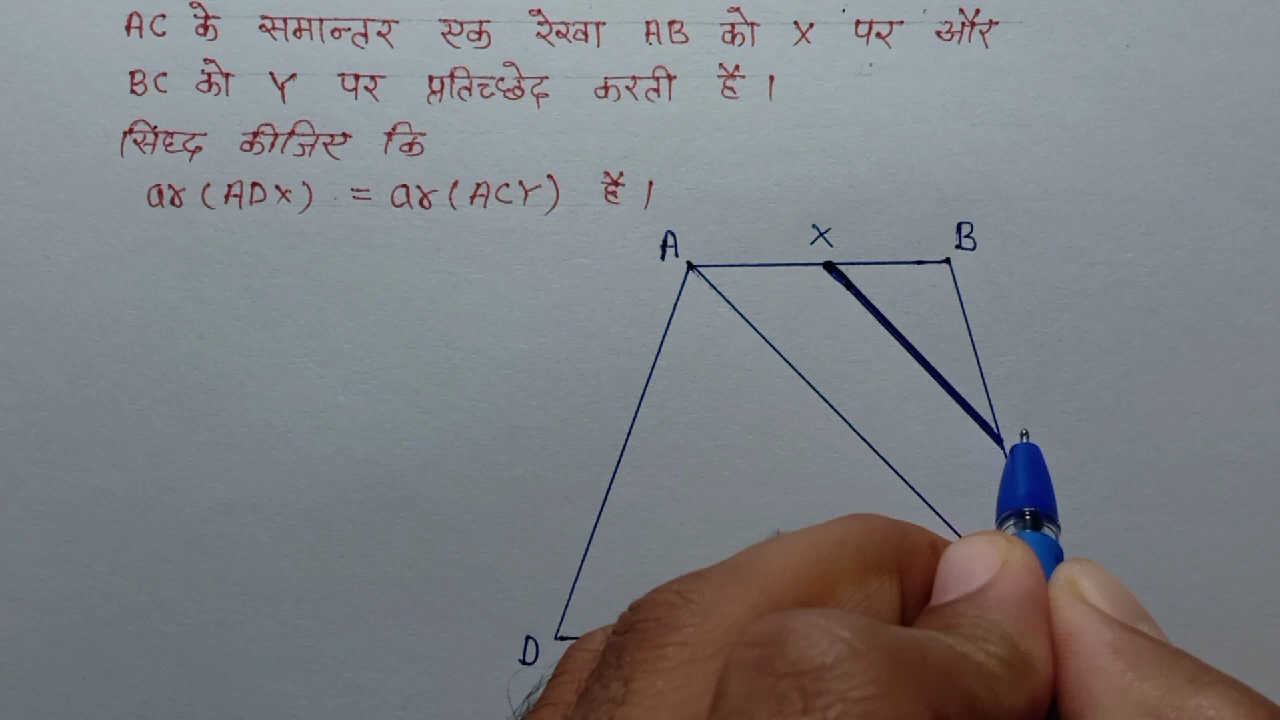 AC के समान्तर एक रेखा AB को X पर और
BC को Y पर प्रतिच्छेद करती है ।
सिध्द कीजिए कि
ar (ADX) = ar (ACY) है ।
A
X
B
D